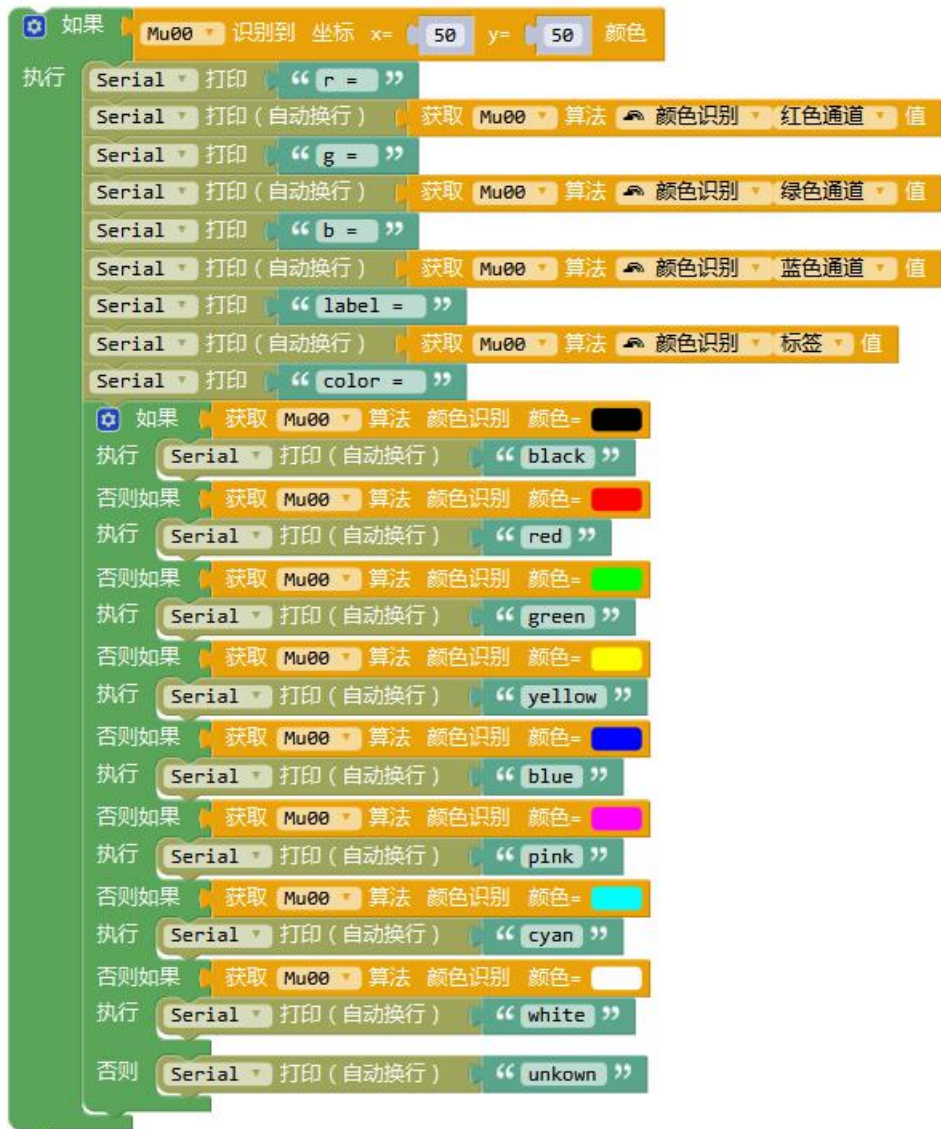 如果 Mu00 识别到 坐标 x= 50 y= 50 颜色
执行 Serial 打印 “ r = ”
Serial 打印（自动换行） 获取 Mu00 算法 颜色识别 红色通道 值
Serial 打印 “ g = ”
Serial 打印（自动换行） 获取 Mu00 算法 颜色识别 绿色通道 值
Serial 打印 “ b = ”
Serial 打印（自动换行） 获取 Mu00 算法 颜色识别 蓝色通道 值
Serial 打印 “ label = ”
Serial 打印（自动换行） 获取 Mu00 算法 颜色识别 标签 值
Serial 打印 “ color = ”
如果 获取 Mu00 算法 颜色识别 颜色=
执行 Serial 打印（自动换行） “ black ”
否则如果 获取 Mu00 算法 颜色识别 颜色=
执行 Serial 打印（自动换行） “ red ”
否则如果 获取 Mu00 算法 颜色识别 颜色=
执行 Serial 打印（自动换行） “ green ”
否则如果 获取 Mu00 算法 颜色识别 颜色=
执行 Serial 打印（自动换行） “ yellow ”
否则如果 获取 Mu00 算法 颜色识别 颜色=
执行 Serial 打印（自动换行） “ blue ”
否则如果 获取 Mu00 算法 颜色识别 颜色=
执行 Serial 打印（自动换行） “ pink ”
否则如果 获取 Mu00 算法 颜色识别 颜色=
执行 Serial 打印（自动换行） “ cyan ”
否则如果 获取 Mu00 算法 颜色识别 颜色=
执行 Serial 打印（自动换行） “ white ”
否则 Serial 打印（自动换行） “ unkown ”